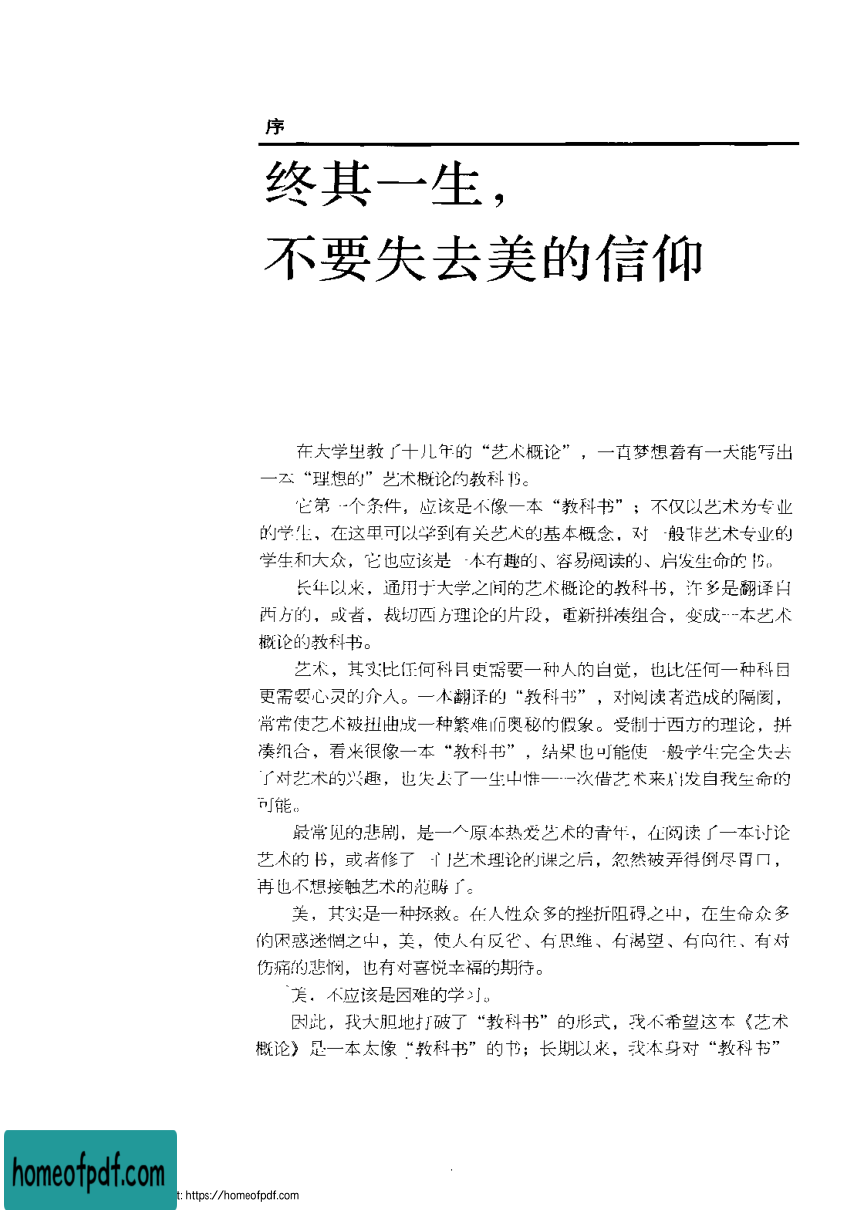 序
终其一生，
不要失去美的信仰
在大学里教了十几年的“艺术概论”，一直梦想着有一天能写出
一本“理想的”艺术概论的教科书。
它第一个条件，应该是不像一本“教科书”；不仅以艺术为专业
的学生，在这里可以学到有关艺术的基本概念，对一般非艺术专业的
学生和大众，它也应该是一本有趣的、容易阅读的、启发生命的书。
长年以来，通用于大学之间的艺术概论的教科书，许多是翻译自
西方的，或者，裁切西方理论的片段，重新拼凑组合，变成一本艺术
概论的教科书。
艺术，其实比任何科目更需要一种人的自觉，也比任何一种科目
更需要心灵的介入。一本翻译的“教科书”，对阅读者造成的隔阂，
常常使艺术被扭曲成一种繁难而奥秘的假象。受制于西方的理论，拼
凑组合，看来很像一本“教科书”，结果也可能使一般学生完全失去
了对艺术的兴趣，也失去了一生中惟一一次借艺术来启发自我生命的
可能。
最常见的悲剧，是一个原本热爱艺术的青年，在阅读了一本讨论
艺术的书，或者修了一门艺术理论的课之后，忽然被弄得倒尽胃口，
再也不想接触艺术的范畴了。
美，其实是一种拯救。在人性众多的挫折阻碍之中，在生命众多
的困惑迷惘之中，美，使人有反省、有思维、有渴望、有向往、有对
伤痛的悲悯，也有对喜悦幸福的期待。
美，不应该是困难的学习。
因此，我大胆地打破了“教科书”的形式，我不希望这本《艺术
概论》是一本太像“教科书”的书；长期以来，我本身对“教科书”
homeofpdf.com
t: https://homeofpdf.com